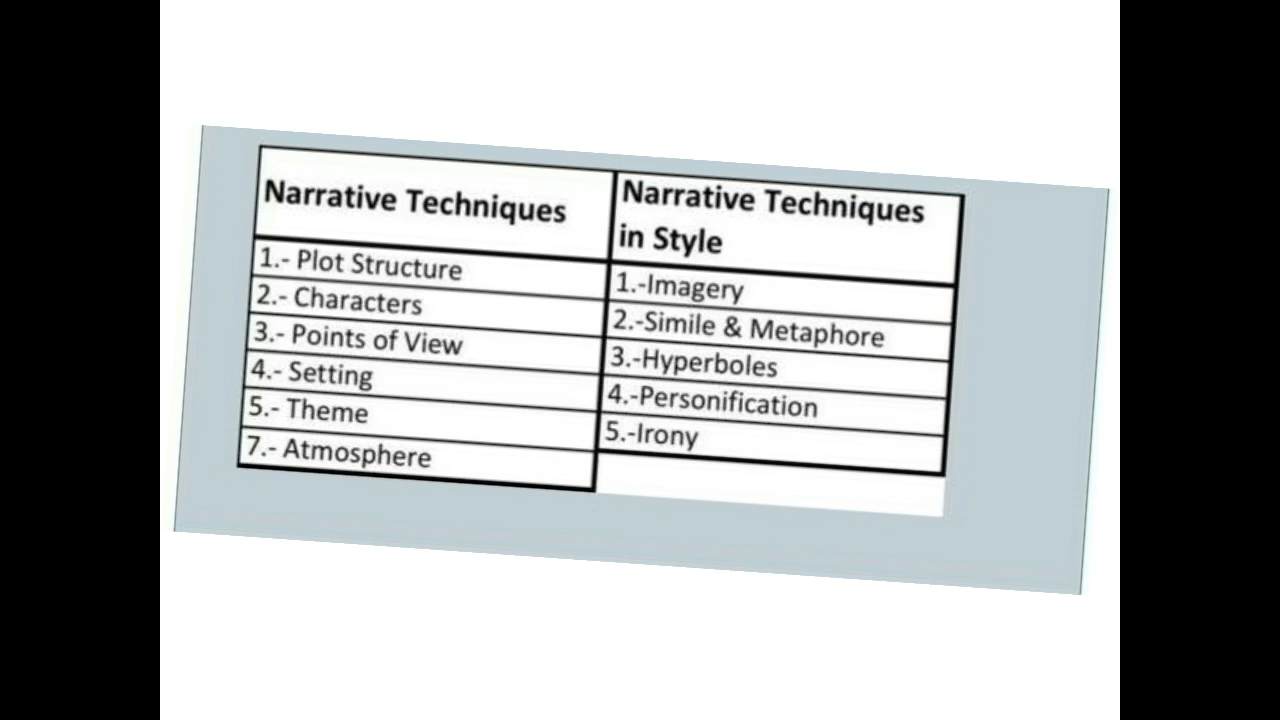 Narrative Techniques
1.- Plot Structure
2.- Characters
3.- Points of View
4.- Setting
5.- Theme
7.- Atmosphere
Narrative Techniques
in Style
1.-Imagery
2.-Simile & Metaphore
3.-Hyperboles
4.-Personification
5.-Irony